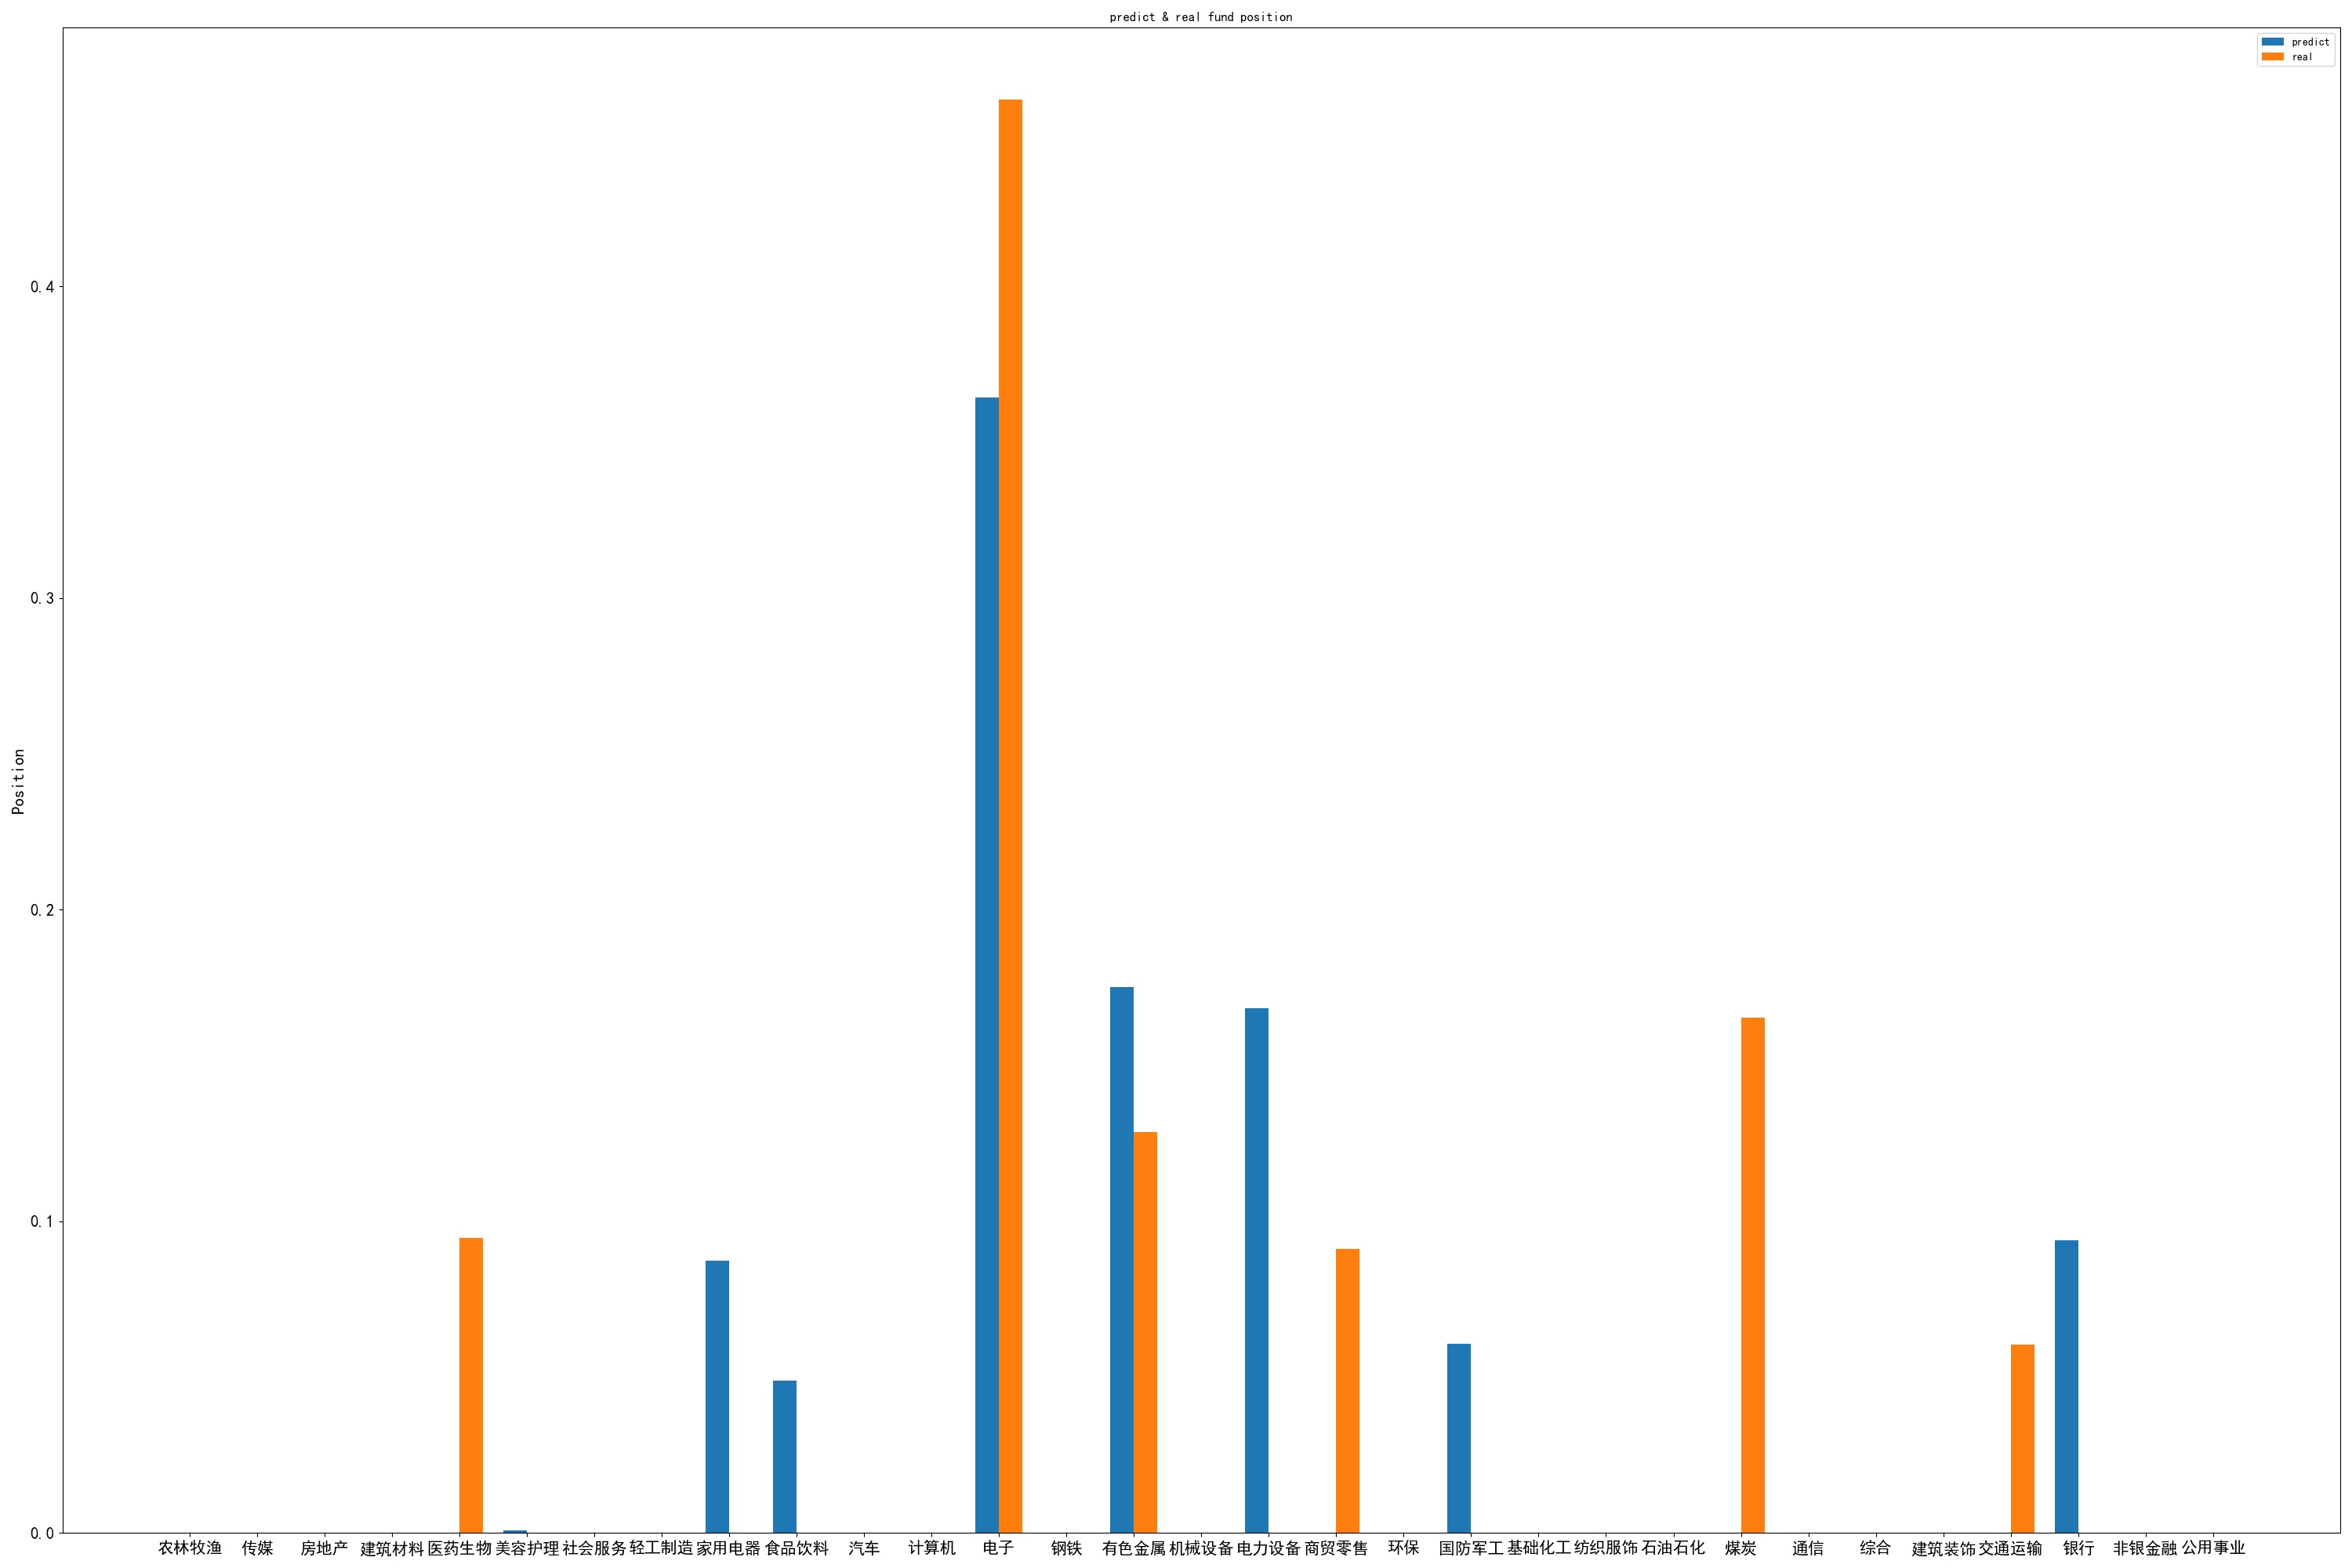 predict & real fund position
predict
real
Position
0.4
0.3
0.2
0.1
0.0
农林牧渔 传媒 房地产 建筑材料 医药生物 美容护理 社会服务 轻工制造 家用电器 食品饮料 汽车 计算机 电子 钢铁 有色金属 机械设备 电力设备 商贸零售 环保 国防军工 基础化工 纺织服饰 石油石化 煤炭 通信 综合 建筑装饰 交通运输 银行 非银金融 公用事业